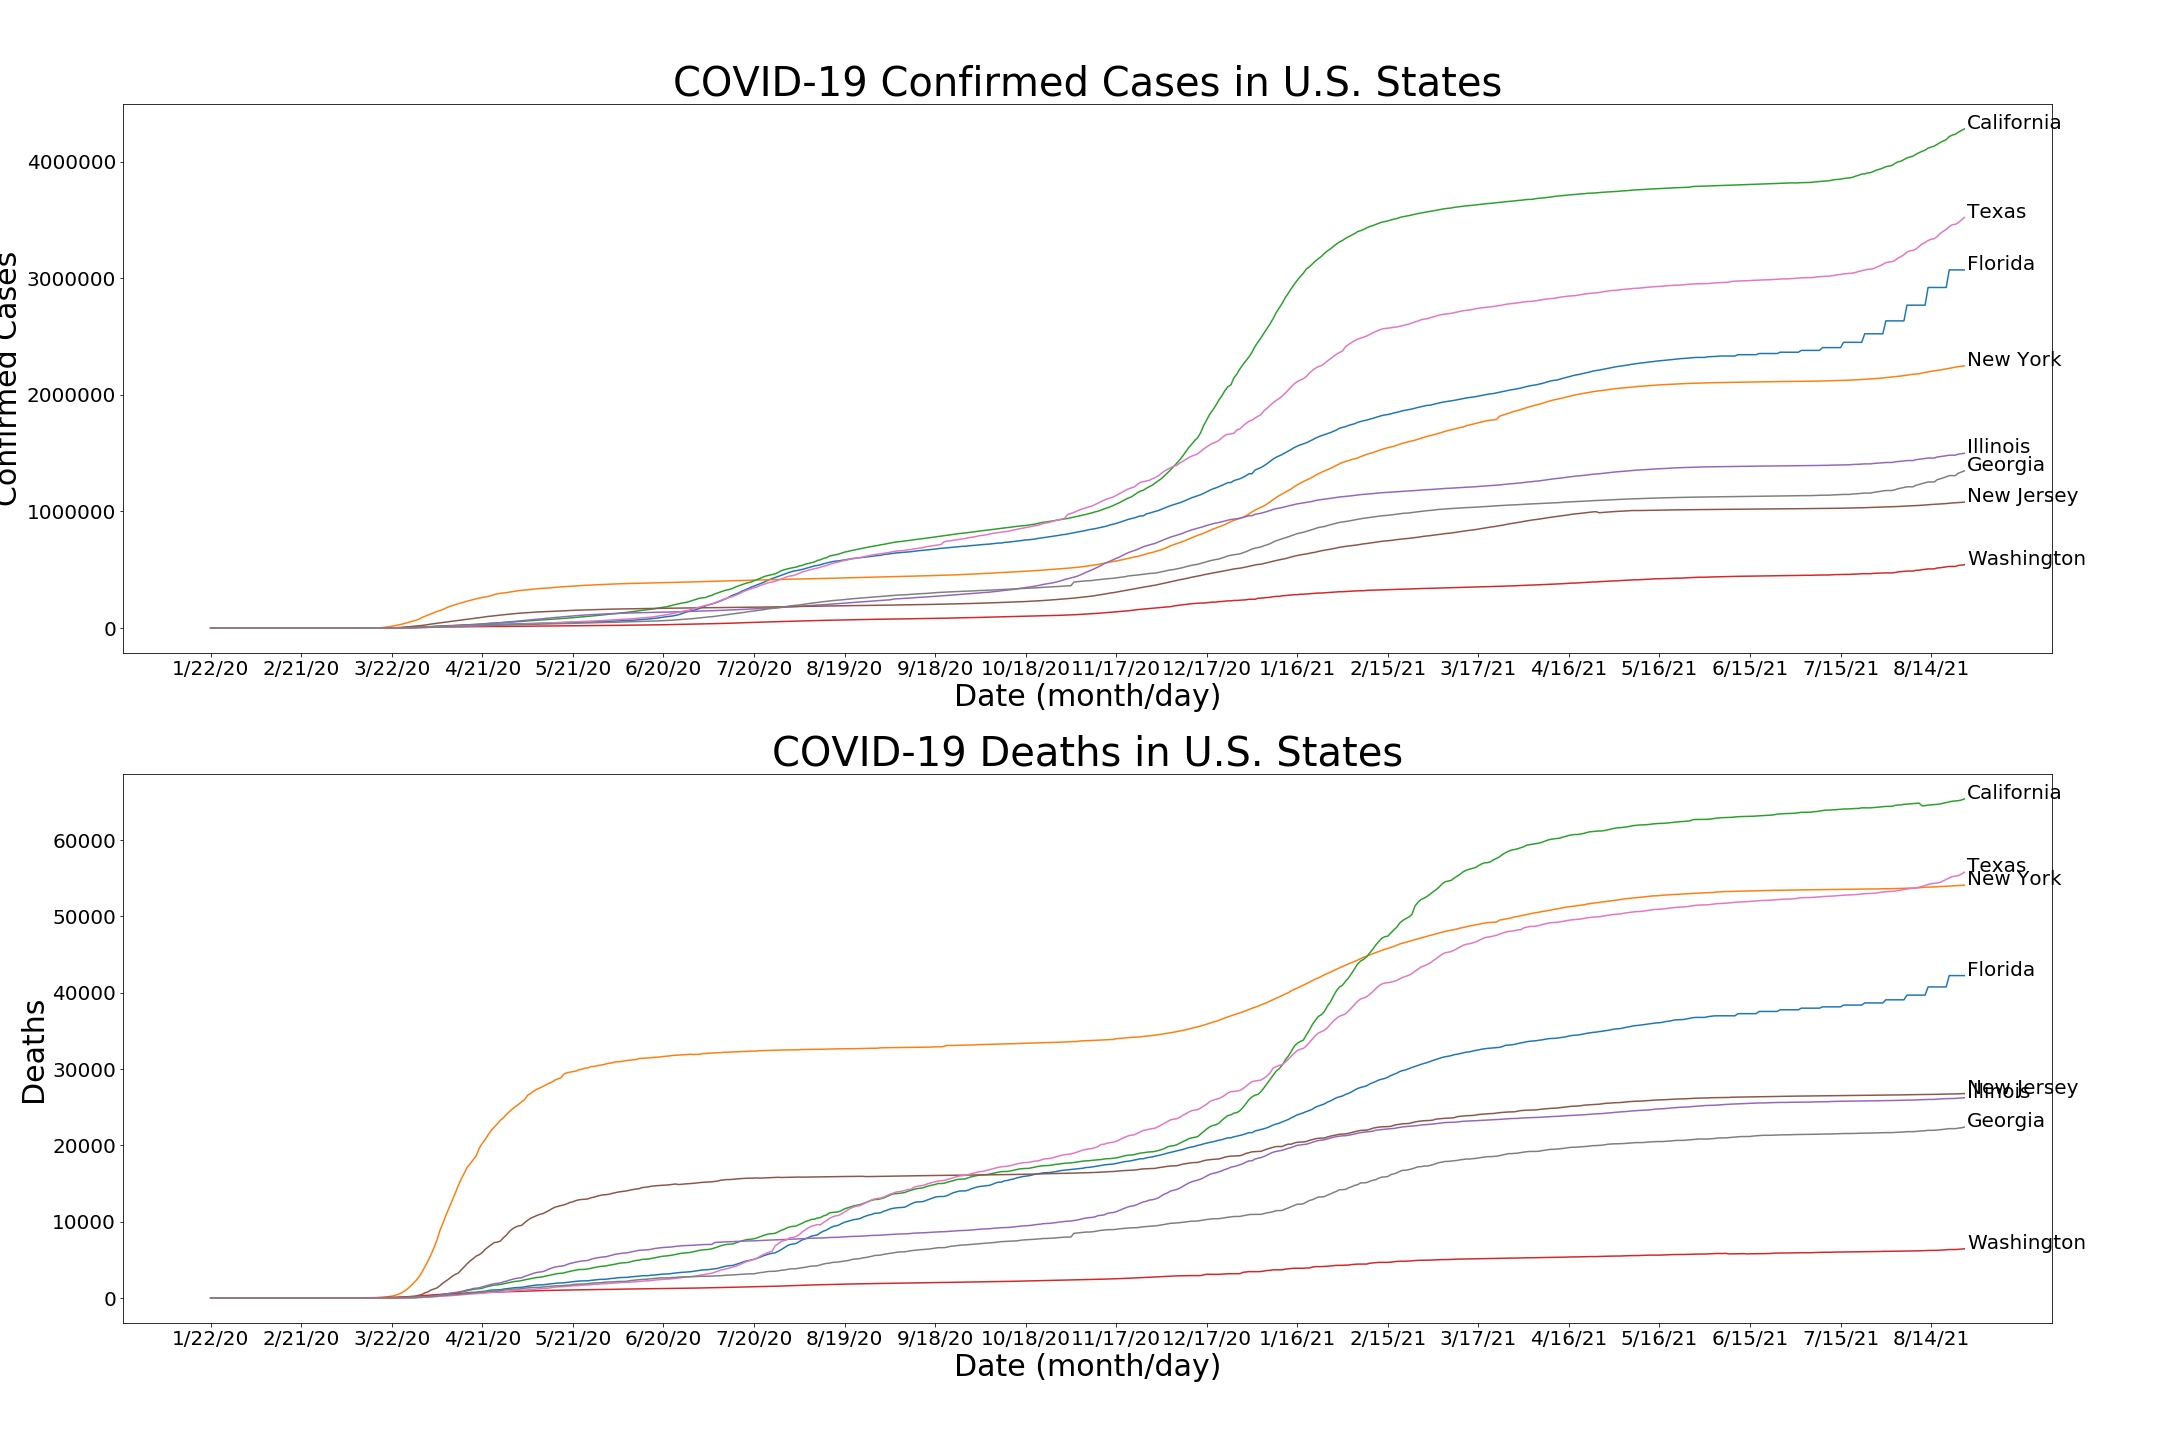 COVID-19 Confirmed Cases in U.S. States
Confirmed Cases
4000000
3000000
2000000
1000000
0
California
Texas
Florida
New York
Illinois
Georgia
New Jersey
Washington
1/22/20 2/21/20 3/22/20 4/21/20 5/21/20 6/20/20 7/20/20 8/19/20 9/18/20 10/18/20 11/17/20 12/17/20 1/16/21 2/15/21 3/17/21 4/16/21 5/16/21 6/15/21 7/15/21 8/14/21
Date (month/day)
COVID-19 Deaths in U.S. States
Deaths
60000
50000
40000
30000
20000
10000
0
California
Texas
New York
Florida
New Jersey
Illinois
Georgia
Washington
1/22/20 2/21/20 3/22/20 4/21/20 5/21/20 6/20/20 7/20/20 8/19/20 9/18/20 10/18/20 11/17/20 12/17/20 1/16/21 2/15/21 3/17/21 4/16/21 5/16/21 6/15/21 7/15/21 8/14/21
Date (month/day)